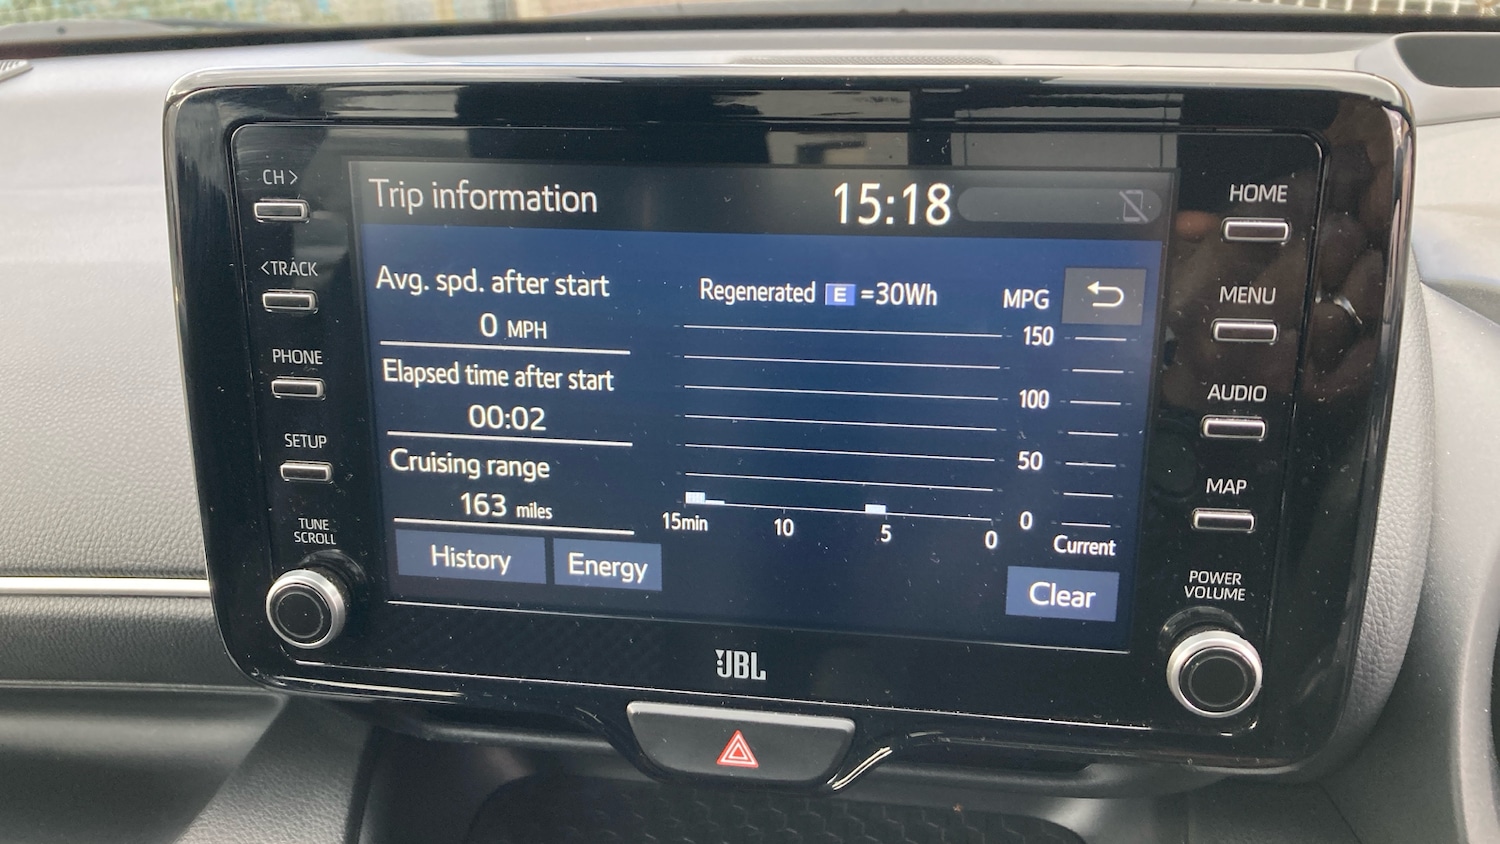 CH >
< TRACK
PHONE
SETUP
TUNE
SCROLL
Trip information
15:18
Avg. spd. after start
0 MPH
Elapsed time after start
00:02
Cruising range
163 miles
History
Energy
Regenerated E =30Wh
MPG
150
100
50
0
15min 10 5 0
Current
Clear
HOME
MENU
AUDIO
MAP
POWER
VOLUME
JBL